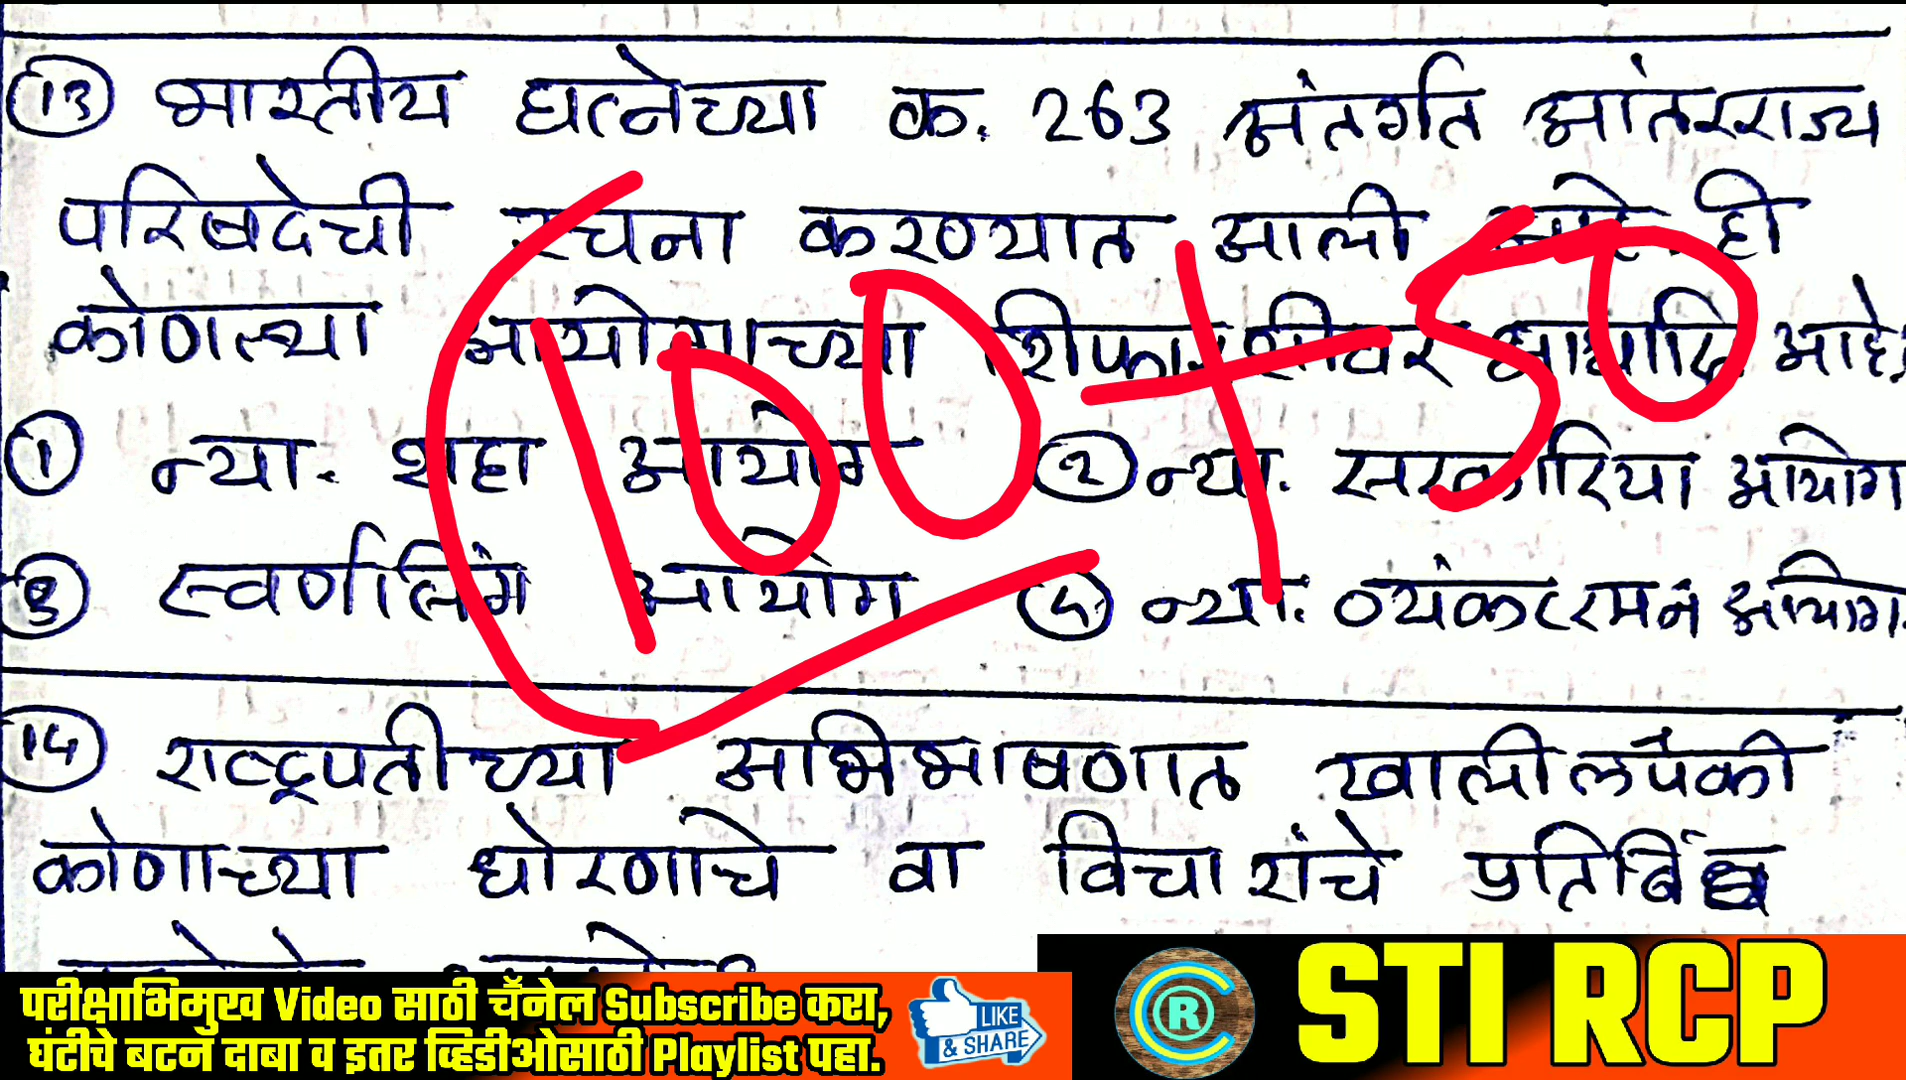 13 भारतीय घटनेच्या क. 263 अंतर्गत आंतरराज्य
परिषदेची रचना करण्यात आली आहे. ही
कोणत्या आयोगाच्या शिफारशीवर आधारित आहे.
(100 + 50
1 न्या. शहा आयोग 2 न्या. सरकारिया आयोग
3 स्वर्णसिंग आयोग 4 न्या. व्यंकटरमन आयोग.
14 राष्ट्रपतीच्या अभिभाषणात खालीलपैकी
कोणाच्या धोरणाचे वा विचारांचे प्रतिबिंब
परीक्षाभिमुख Video साठी चॅनेल Subscribe करा,
घंटीचे बटन दाबा व इतर व्हिडीओसाठी Playlist पहा.
LIKE
& SHARE
R
STI RCP